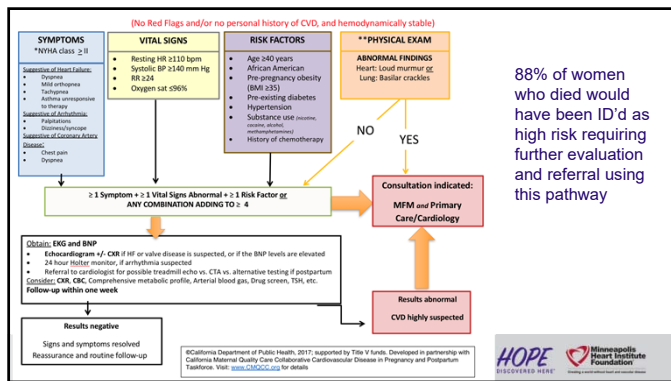 (No Red Flags and/or no personal history of CVD, and hemodynamically stable)
SYMPTOMS
*NYHA class ≥ II
Suggestive of Heart Failure:
Dyspnea
Mild orthopnea
Tachypnea
Asthma unresponsive
to therapy
Suggestive of Arrhythmia:
Palpitations
Dizziness/syncope
Suggestive of Coronary Artery
Disease:
Chest pain
Dyspnea
VITAL SIGNS
• Resting HR ≥110 bpm
• Systolic BP ≥140 mm Hg
• RR ≥24
• Oxygen sat ≤96%
RISK FACTORS
• Age ≥40 years
• African American
• Pre-pregnancy obesity
(BMI ≥35)
• Pre-existing diabetes
• Hypertension
• Substance use (nicotine,
cocaine, alcohol,
methamphetamines)
• History of chemotherapy
**PHYSICAL EXAM
ABNORMAL FINDINGS
Heart: Loud murmur or
Lung: Basilar crackles
NO
YES
≥ 1 Symptom + ≥ 1 Vital Signs Abnormal + ≥ 1 Risk Factor or
ANY COMBINATION ADDING TO ≥ 4
Consultation indicated:
MFM and Primary
Care/Cardiology
Obtain: EKG and BNP
• Echocardiogram +/- CXR if HF or valve disease is suspected, or if the BNP levels are elevated
• 24 hour Holter monitor, if arrhythmia suspected
• Referral to cardiologist for possible treadmill echo vs. CTA vs. alternative testing if postpartum
Consider: CXR, CBC, Comprehensive metabolic profile, Arterial blood gas, Drug screen, TSH, etc.
Follow-up within one week
Results abnormal
CVD highly suspected
Results negative
Signs and symptoms resolved
Reassurance and routine follow-up
©California Department of Public Health, 2017; supported by Title V funds. Developed in partnership with
California Maternal Quality Care Collaborative Cardiovascular Disease in Pregnancy and Postpartum
Taskforce. Visit: www.CMQCC.org for details
88% of women
who died would
have been ID'd as
high risk requiring
further evaluation
and referral using
this pathway
HOPE
DISCOVERED HERE
Minneapolis
Heart Institute
Foundation
Creating a world without heart and vascular disease